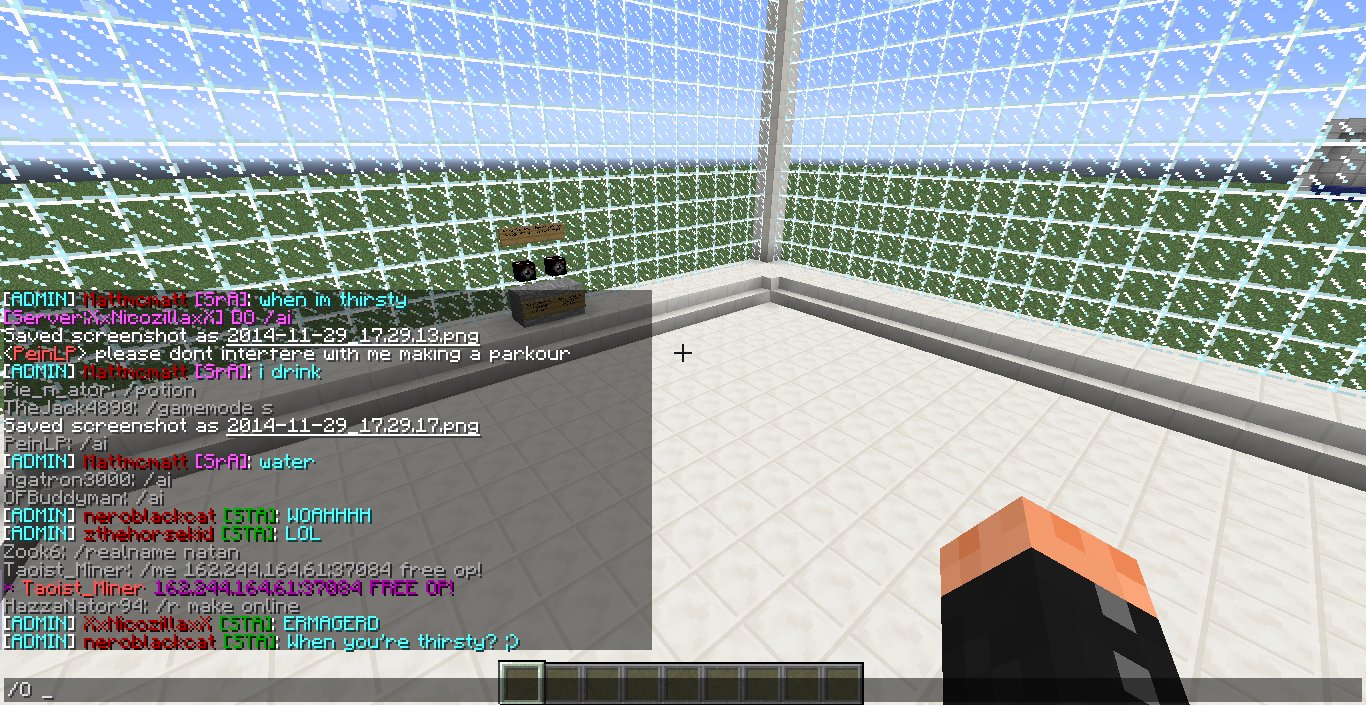 [ADMIN] Mattmcmatt [SrA]: when im thirsty
[Server:XxNicozillaxX] DO /ai
Saved screenshot as 2014-11-29_17.29.13.png
<PeinLP> please dont interfere with me making a parkour
[ADMIN] Mattmcmatt [SrA]: i drink
Pie_n_ator: /potion
TheJack4890: /gamemode s
Saved screenshot as 2014-11-29_17.29.17.png
PeinLP: /ai
[ADMIN] Mattmcmatt [SrA]: water
Agatron3000: /ai
OFBuddyman: /ai
[ADMIN] neroblackcat [STA]: WOAHHHH
[ADMIN] zthehorsekid [STA]: LOL
Zook6: /realname natan
Taoist_Miner: /me 162.244.164.61:37084 free op!
* Taoist_Miner 162.244.164.61:37084 FREE OP!
HazzaNator94: /r make online
[ADMIN] XxNicozillaxX [STA]: ERMAGERD
[ADMIN] neroblackcat [STA]: When you're thirsty? ;)
/O _